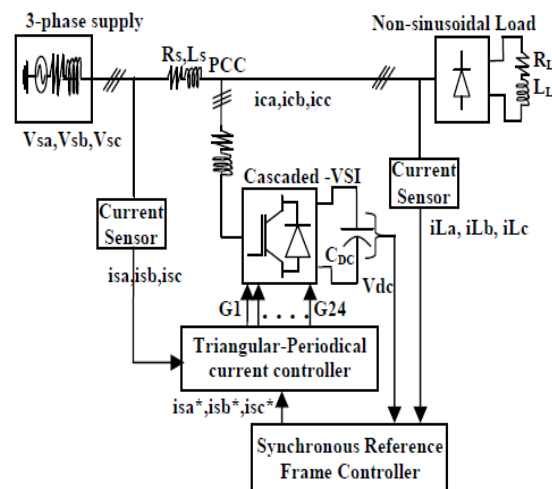 3-phase supply
Non-sinusoidal Load
Rs,Ls
PCC
ica,icb,icc
RL
LL
Vsa,Vsb,Vsc
Cascaded -VSI
Current
Sensor
Current
Sensor
iLa, iLb, iLc
CDC
isa,isb,isc
Vdc
G1
. . . .
G24
Triangular-Periodical
current controller
isa*,isb*,isc*
Synchronous Reference
Frame Controller